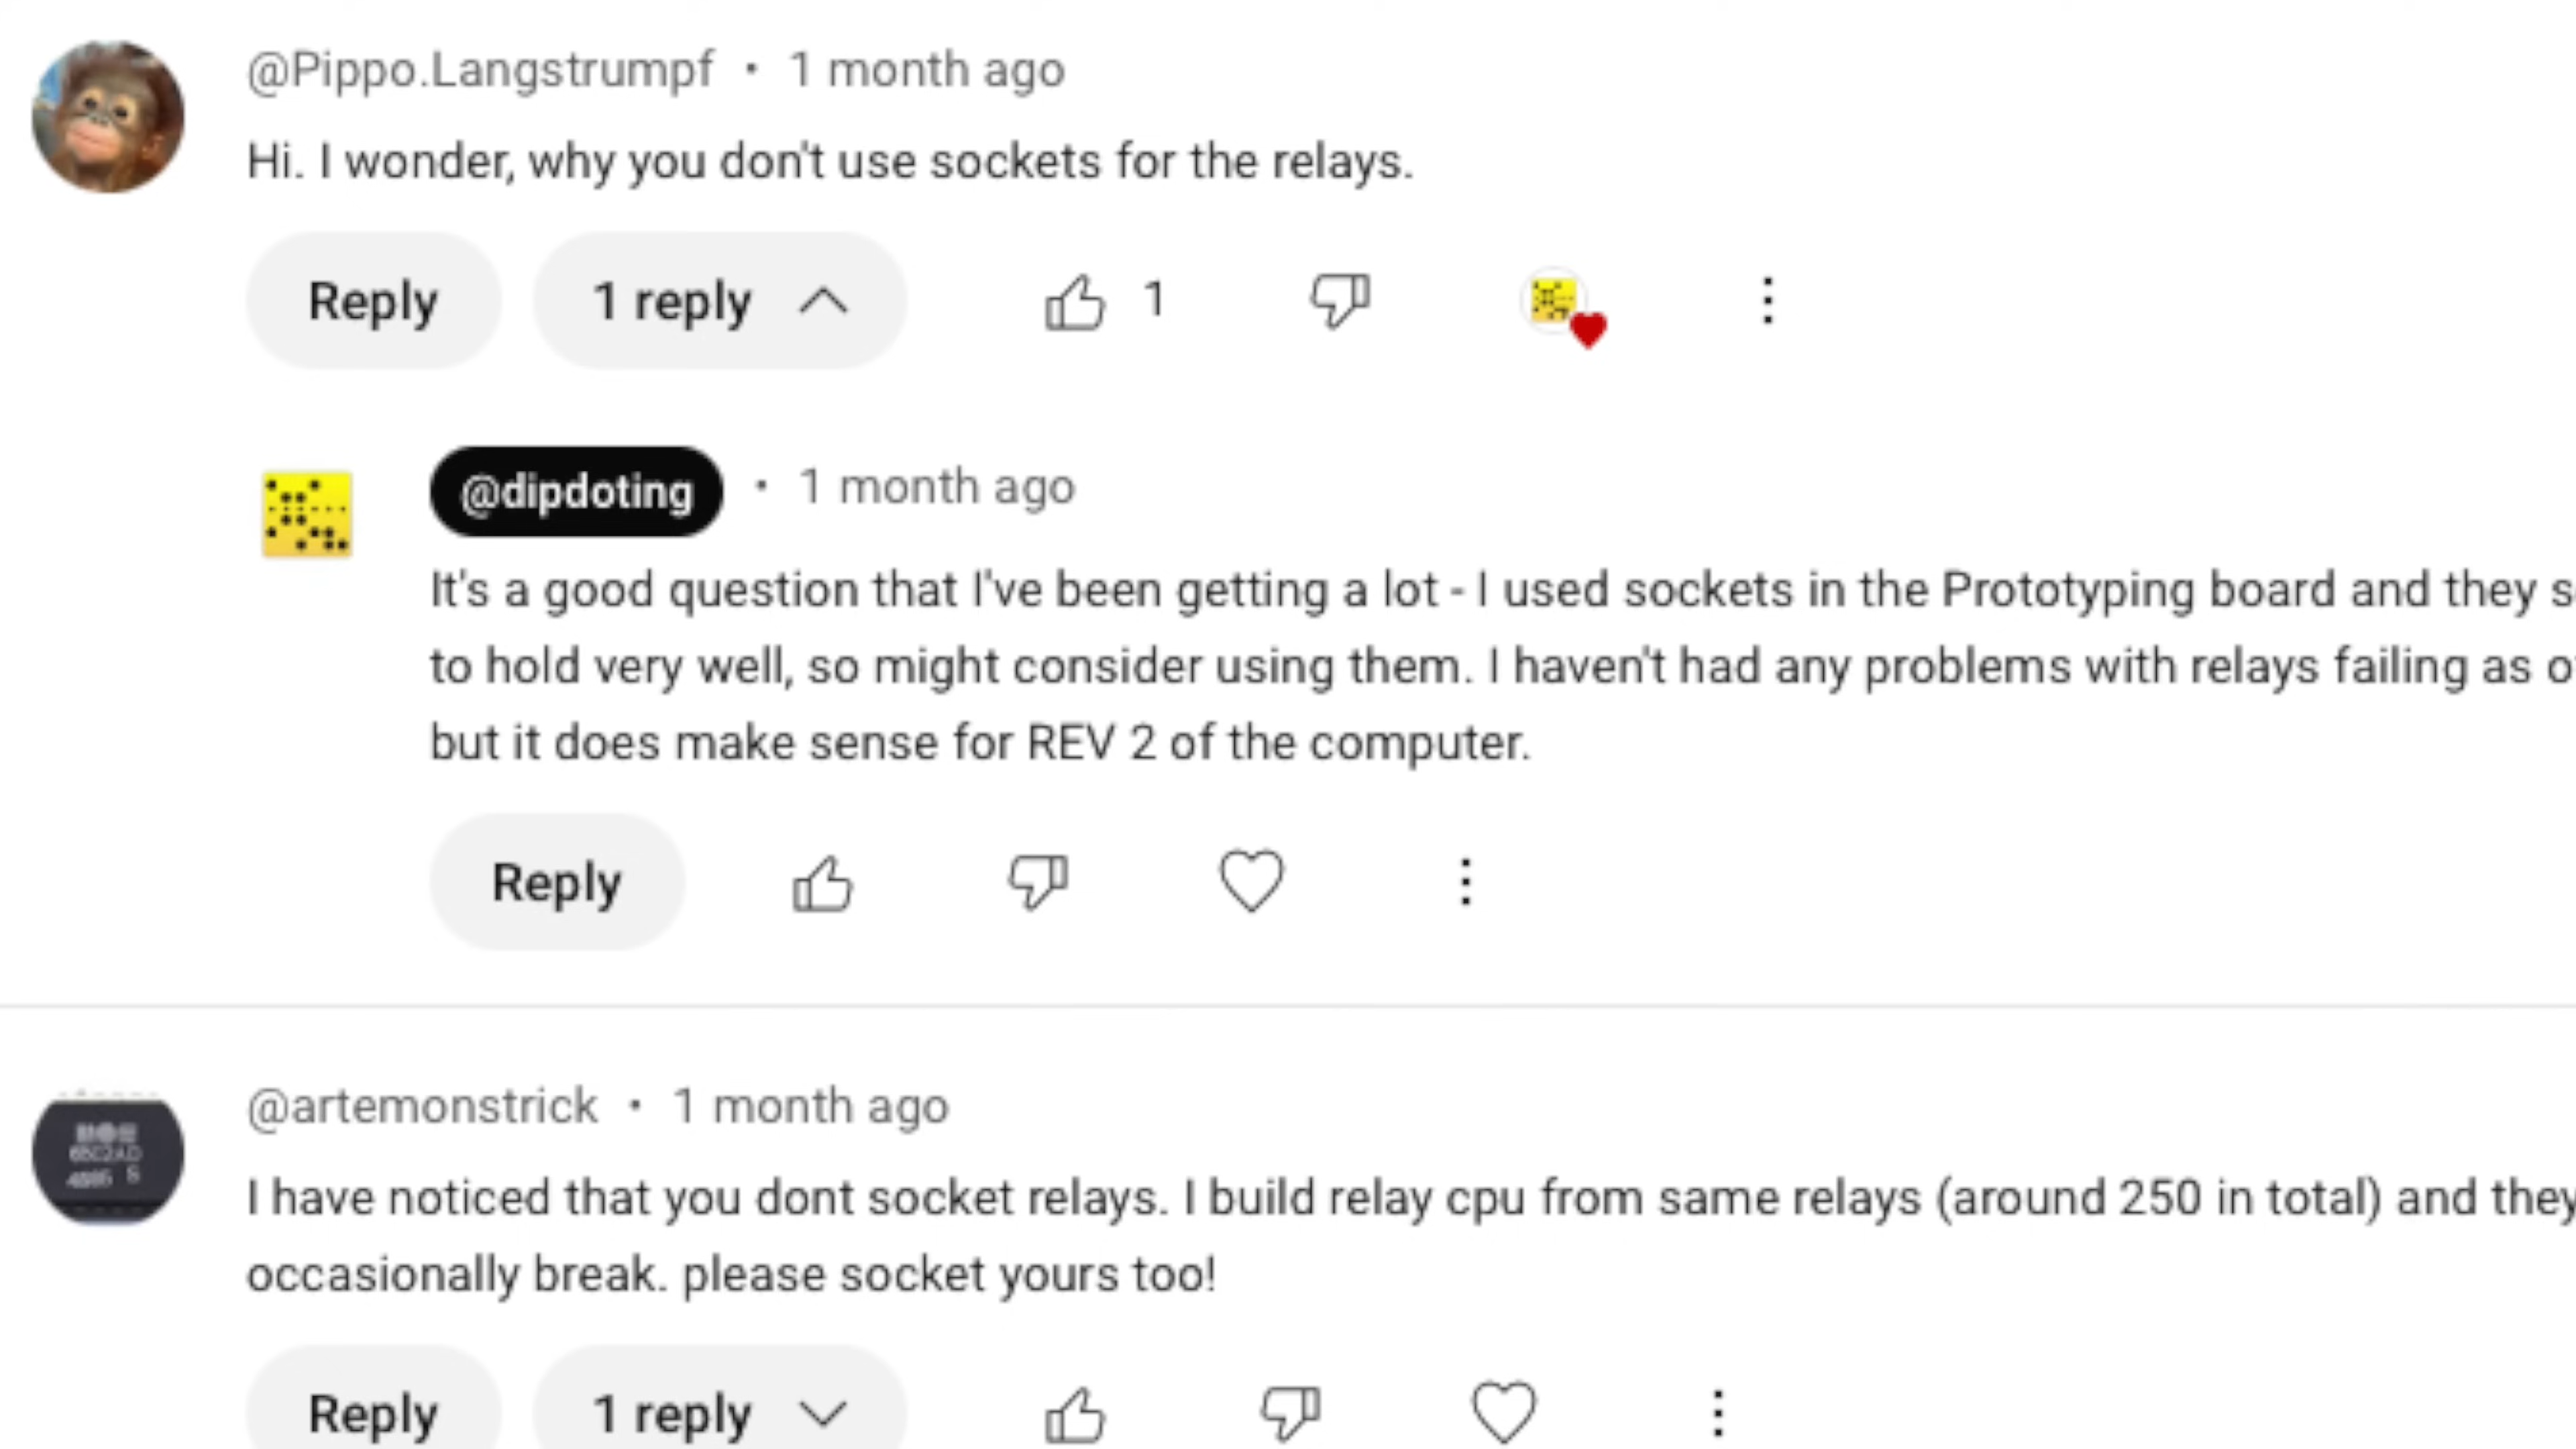 @Pippo.Langstrumpf • 1 month ago
Hi. I wonder, why you don't use sockets for the relays.
Reply 1 reply 1
@dipdoting • 1 month ago
It's a good question that I've been getting a lot - I used sockets in the Prototyping board and they
to hold very well, so might consider using them. I haven't had any problems with relays failing as
but it does make sense for REV 2 of the computer.
Reply
@artemonstrick • 1 month ago
I have noticed that you dont socket relays. I build relay cpu from same relays (around 250 in total) and they
occasionally break. please socket yours too!
Reply 1 reply